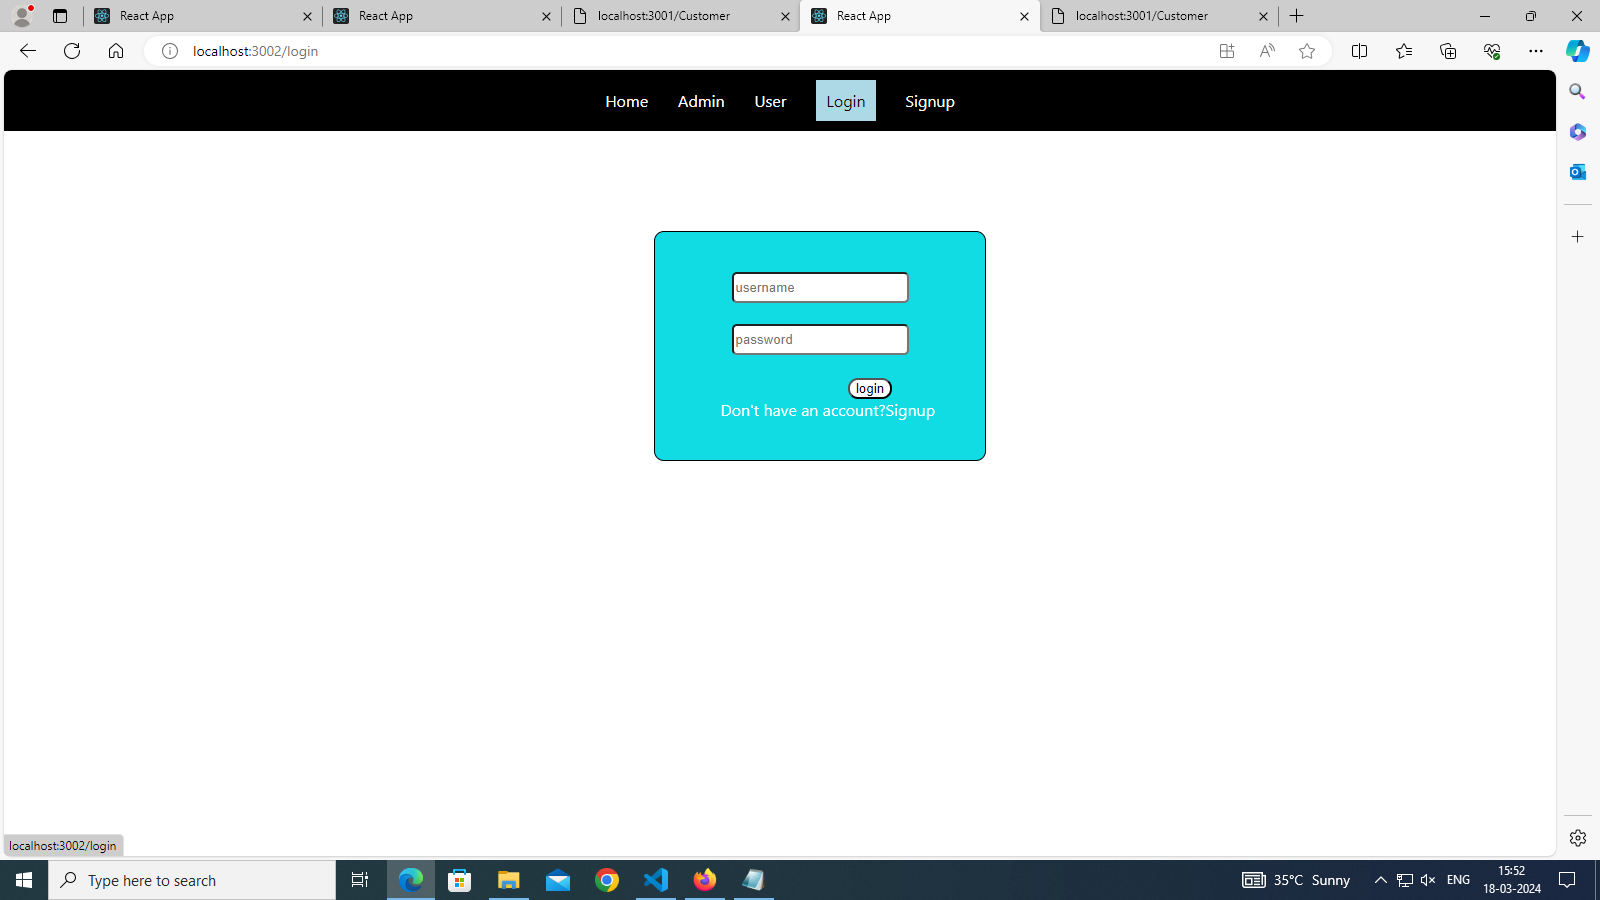 React App
React App
localhost:3001/Customer
React App
localhost:3001/Customer
localhost:3002/login
Home Admin User Login Signup
username
password
login
Don't have an account?Signup
localhost:3002/login
Type here to search
35°C Sunny
ENG
15:52
18-03-2024